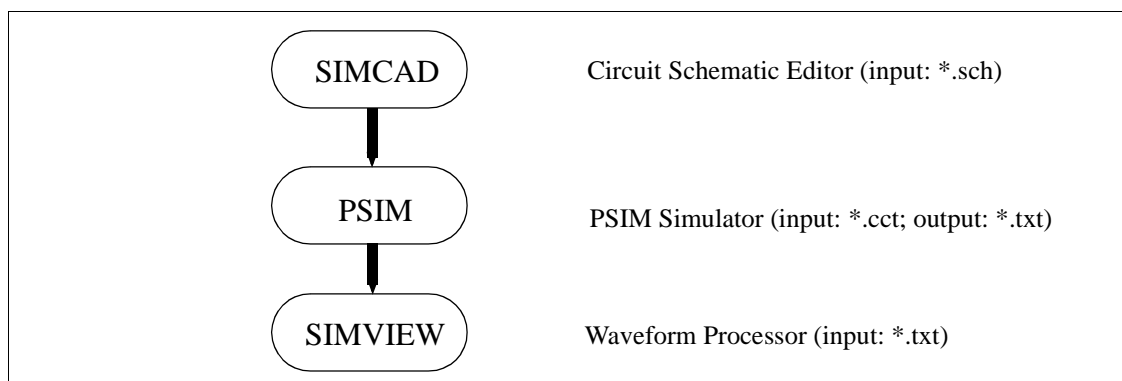 SIMCAD
Circuit Schematic Editor (input: *.sch)
PSIM
PSIM Simulator (input: *.cct; output: *.txt)
SIMVIEW
Waveform Processor (input: *.txt)